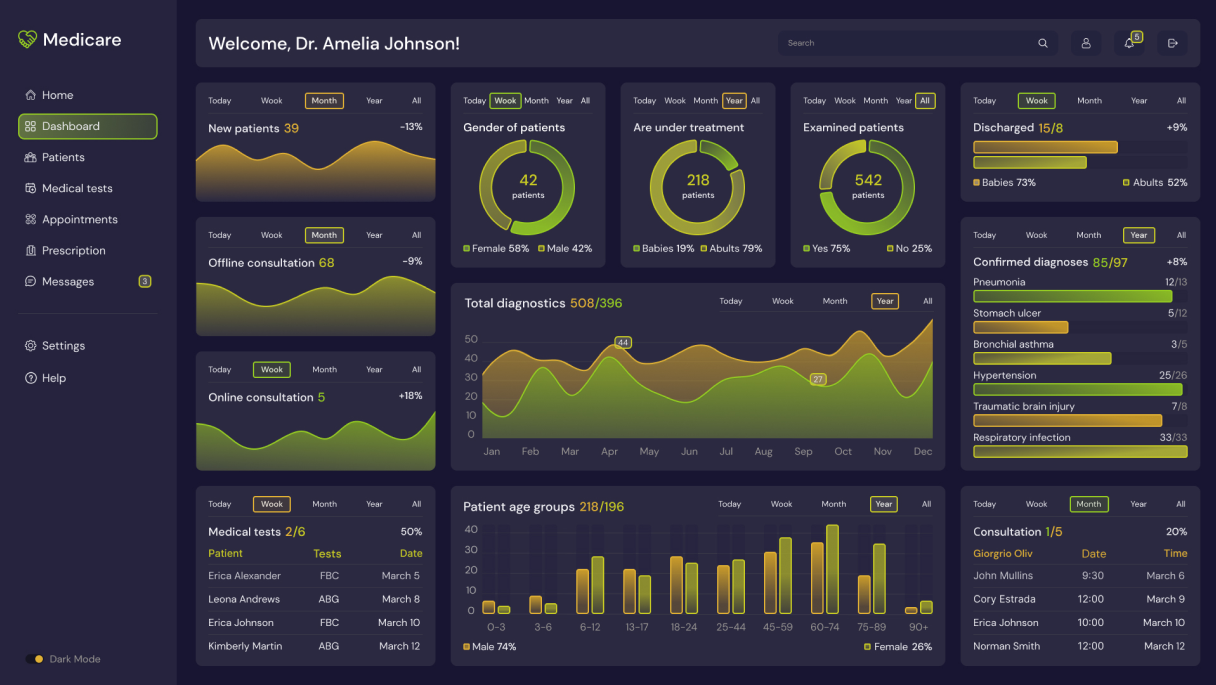 Medicare
Home
Dashboard
Patients
Medical tests
Appointments
Prescription
Messages 3
Settings
Help
Dark Mode
Welcome, Dr. Amelia Johnson!
Search
5
Today Wook Month Year All
New patients 39 -13%
Today Wook Month Year All
Gender of patients
42
patients
Female 58% Male 42%
Today Wook Month Year All
Are under treatment
218
patients
Babies 19% Abults 79%
Today Wook Month Year All
Examined patients
542
patients
Yes 75% No 25%
Today Wook Month Year All
Discharged 15/8 +9%
Babies 73% Abults 52%
Today Wook Month Year All
Offline consultation 68 -9%
Today Wook Month Year All
Online consultation 5 +18%
Total diagnostics 508/396 Today Wook Month Year All
50
40
30
20
10
0
44
27
Jan Feb Mar Apr May Jun Jul Aug Sep Oct Nov Dec
Today Wook Month Year All
Confirmed diagnoses 85/97 +8%
Pneumonia 12/13
Stomach ulcer 5/12
Bronchial asthma 3/5
Hypertension 25/26
Traumatic brain injury 7/8
Respiratory infection 33/33
Today Wook Month Year All
Medical tests 2/6 50%
Patient Tests Date
Erica Alexander FBC March 5
Leona Andrews ABG March 8
Erica Johnson FBC March 10
Kimberly Martin ABG March 12
Patient age groups 218/196 Today Wook Month Year All
40
30
20
10
0
0-3 3-6 6-12 13-17 18-24 25-44 45-59 60-74 75-89 90+
Male 74% Female 26%
Today Wook Month Year All
Consultation 1/5 20%
Giorgrio Oliv Date Time
John Mullins 9:30 March 6
Cory Estrada 12:00 March 9
Erica Johnson 10:00 March 10
Norman Smith 12:00 March 12